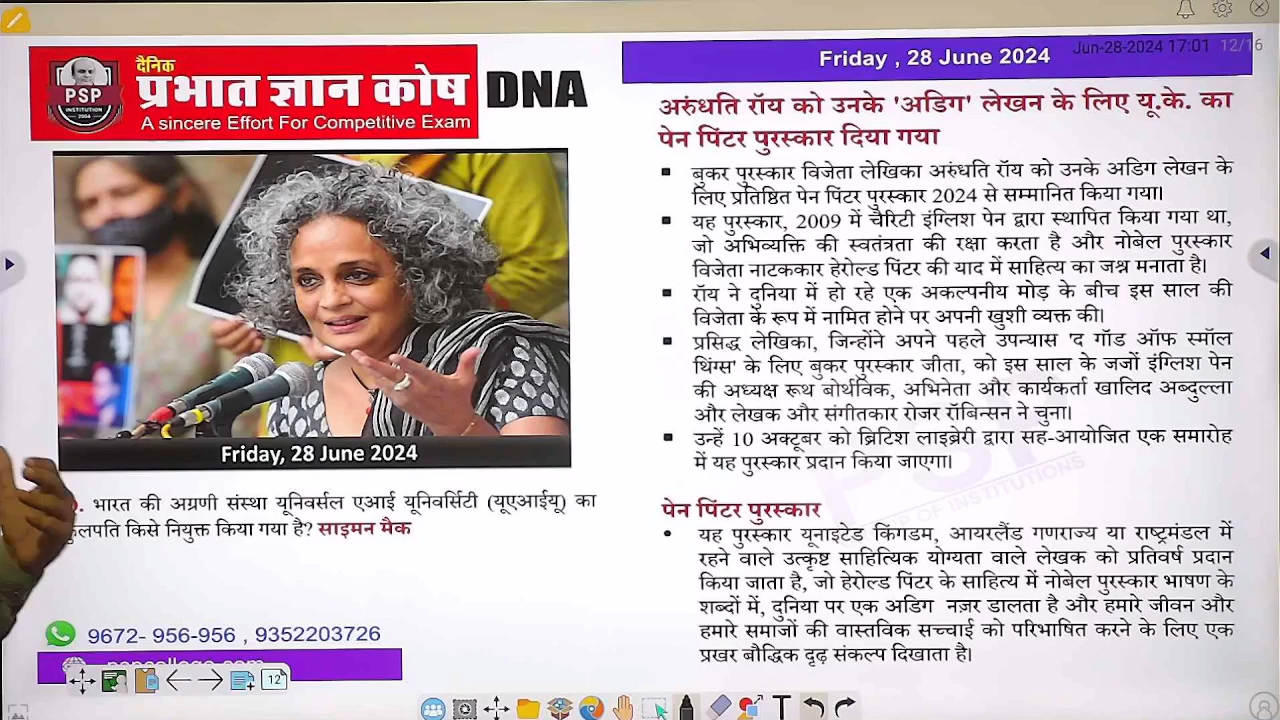 Jun-28-2024 17:01 12/16
PSP
INSTITUTION
2004
दैनिक
प्रभात ज्ञान कोष
A sincere Effort For Competitive Exam
DNA
Friday, 28 June 2024
भारत की अग्रणी संस्था यूनिवर्सल एआई यूनिवर्सिटी (यूएआईयू) का
किसे नियुक्त किया गया है? साइमन मैक
9672- 956-956 , 9352203726
12
Friday , 28 June 2024
अरुंधति रॉय को उनके 'अडिग' लेखन के लिए यू.के. का
पेन पिंटर पुरस्कार दिया गया
▪ बुकर पुरस्कार विजेता लेखिका अरुंधति रॉय को उनके अडिग लेखन के
लिए प्रतिष्ठित पेन पिंटर पुरस्कार 2024 से सम्मानित किया गया।
▪ यह पुरस्कार, 2009 में चैरिटी इंग्लिश पेन द्वारा स्थापित किया गया था,
जो अभिव्यक्ति की स्वतंत्रता की रक्षा करता है और नोबेल पुरस्कार
विजेता नाटककार हेरोल्ड पिंटर की याद में साहित्य का जश्न मनाता है।
▪ रॉय ने दुनिया में हो रहे एक अकल्पनीय मोड़ के बीच इस साल की
विजेता के रूप में नामित होने पर अपनी खुशी व्यक्त की।
▪ प्रसिद्ध लेखिका, जिन्होंने अपने पहले उपन्यास 'द गॉड ऑफ स्मॉल
थिंग्स' के लिए बुकर पुरस्कार जीता, को इस साल के जजों इंग्लिश पेन
की अध्यक्ष रूथ बोर्थविक, अभिनेता और कार्यकर्ता खालिद अब्दुल्ला
और लेखक और संगीतकार रोजर रॉबिन्सन ने चुना।
▪ उन्हें 10 अक्टूबर को ब्रिटिश लाइब्रेरी द्वारा सह-आयोजित एक समारोह
में यह पुरस्कार प्रदान किया जाएगा।
पेन पिंटर पुरस्कार
• यह पुरस्कार यूनाइटेड किंगडम, आयरलैंड गणराज्य या राष्ट्रमंडल में
रहने वाले उत्कृष्ट साहित्यिक योग्यता वाले लेखक को प्रतिवर्ष प्रदान
किया जाता है, जो हेरोल्ड पिंटर के साहित्य में नोबेल पुरस्कार भाषण के
शब्दों में, दुनिया पर एक अडिग नज़र डालता है और हमारे जीवन और
हमारे समाजों की वास्तविक सच्चाई को परिभाषित करने के लिए एक
प्रखर बौद्धिक दृढ़ संकल्प दिखाता है।